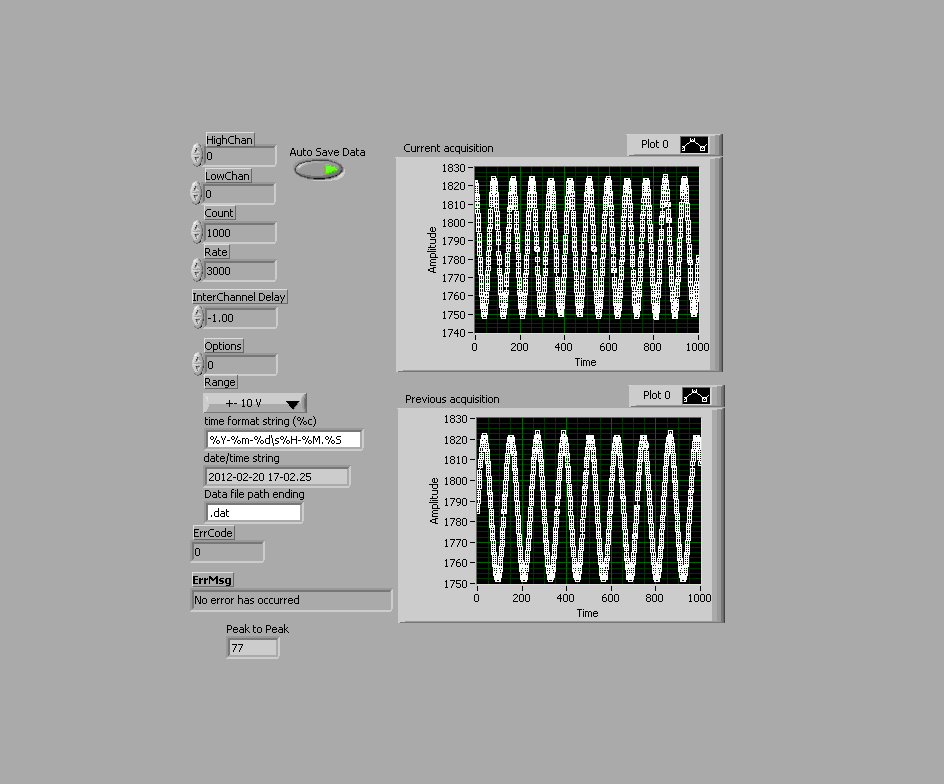 HighChan
0
LowChan
0
Count
1000
Rate
3000
InterChannel Delay
-1.00
Options
0
Range
+- 10 V
time format string (%c)
%Y-%m-%d\s%H-%M.%S
date/time string
2012-02-20 17-02.25
Data file path ending
.dat
ErrCode
0
ErrMsg
No error has occurred
Peak to Peak
77
Auto Save Data
Current acquisition
Plot 0
Amplitude
1830
1820
1810
1800
1790
1780
1770
1760
1750
1740
0 200 400 600 800 1000
Time
Previous acquisition
Plot 0
Amplitude
1830
1820
1810
1800
1790
1780
1770
1760
1750
0 200 400 600 800 1000
Time